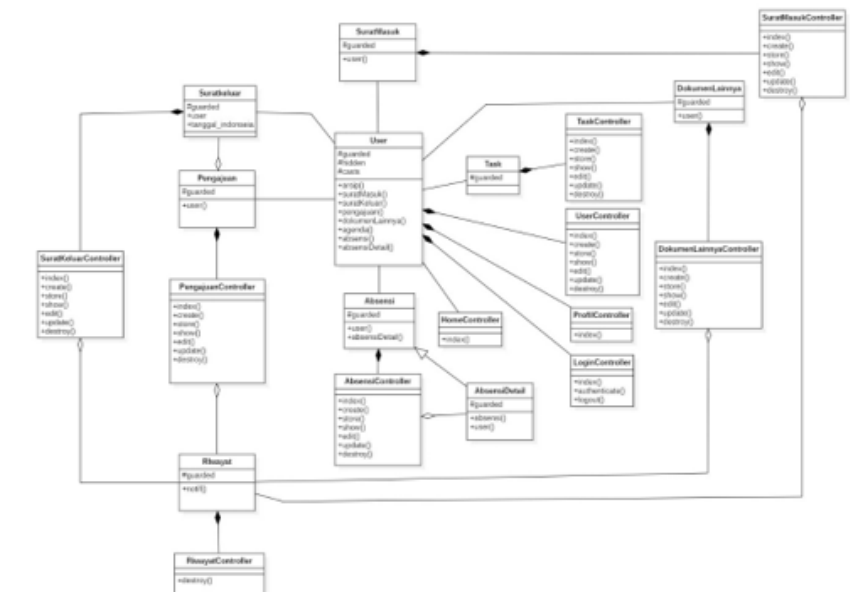 SuratMasuk
#guarded
+user()
SuratMasukController
+index()
+create()
+store()
+show()
+edit()
+update()
+destroy()
Suratkeluar
#guarded
+user
+tanggal_indonesia
DokumenLainnya
#guarded
+user()
TaskController
+index()
+create()
+store()
+show()
+edit()
+update()
+destroy()
User
#guarded
#hidden
#casts
+arsip()
+suratMasuk()
+suratKeluar()
+pengajuan()
+dokumenLainnya()
+agenda()
+absensi()
+absensiDetail()
Task
#guarded
Pengajuan
#guarded
+user()
UserController
+index()
+create()
+store()
+show()
+edit()
+update()
+destroy()
SuratKeluarController
+index()
+create()
+store()
+show()
+edit()
+update()
+destroy()
DokumenLainnyaController
+index()
+create()
+store()
+show()
+edit()
+update()
+destroy()
PengajuanController
+index()
+create()
+store()
+show()
+edit()
+update()
+destroy()
Absensi
#guarded
+user()
+absensiDetail()
HomeController
+index()
ProfilController
+index()
LoginController
+index()
+authenticate()
+logout()
AbsensiController
+index()
+create()
+store()
+show()
+edit()
+update()
+destroy()
AbsensiDetail
#guarded
+absensi()
+user()
Riwayat
#guarded
+notif()
RiwayatController
+destroy()